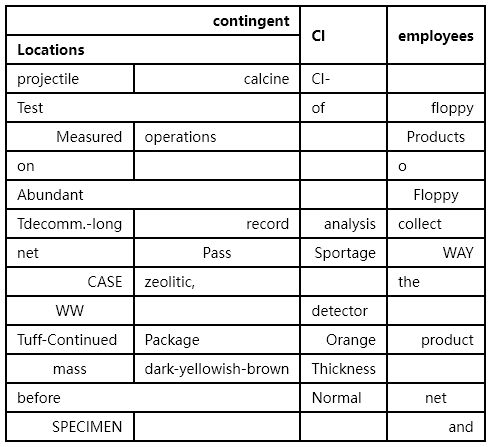 contingent CI employees
Locations
projectile calcine CI-
Test of floppy
Measured operations Products
on o
Abundant Floppy
Tdecomm.-long record analysis collect
net Pass Sportage WAY
CASE zeolitic, the
WW detector
Tuff-Continued Package Orange product
mass dark-yellowish-brown Thickness
before Normal net
SPECIMEN and